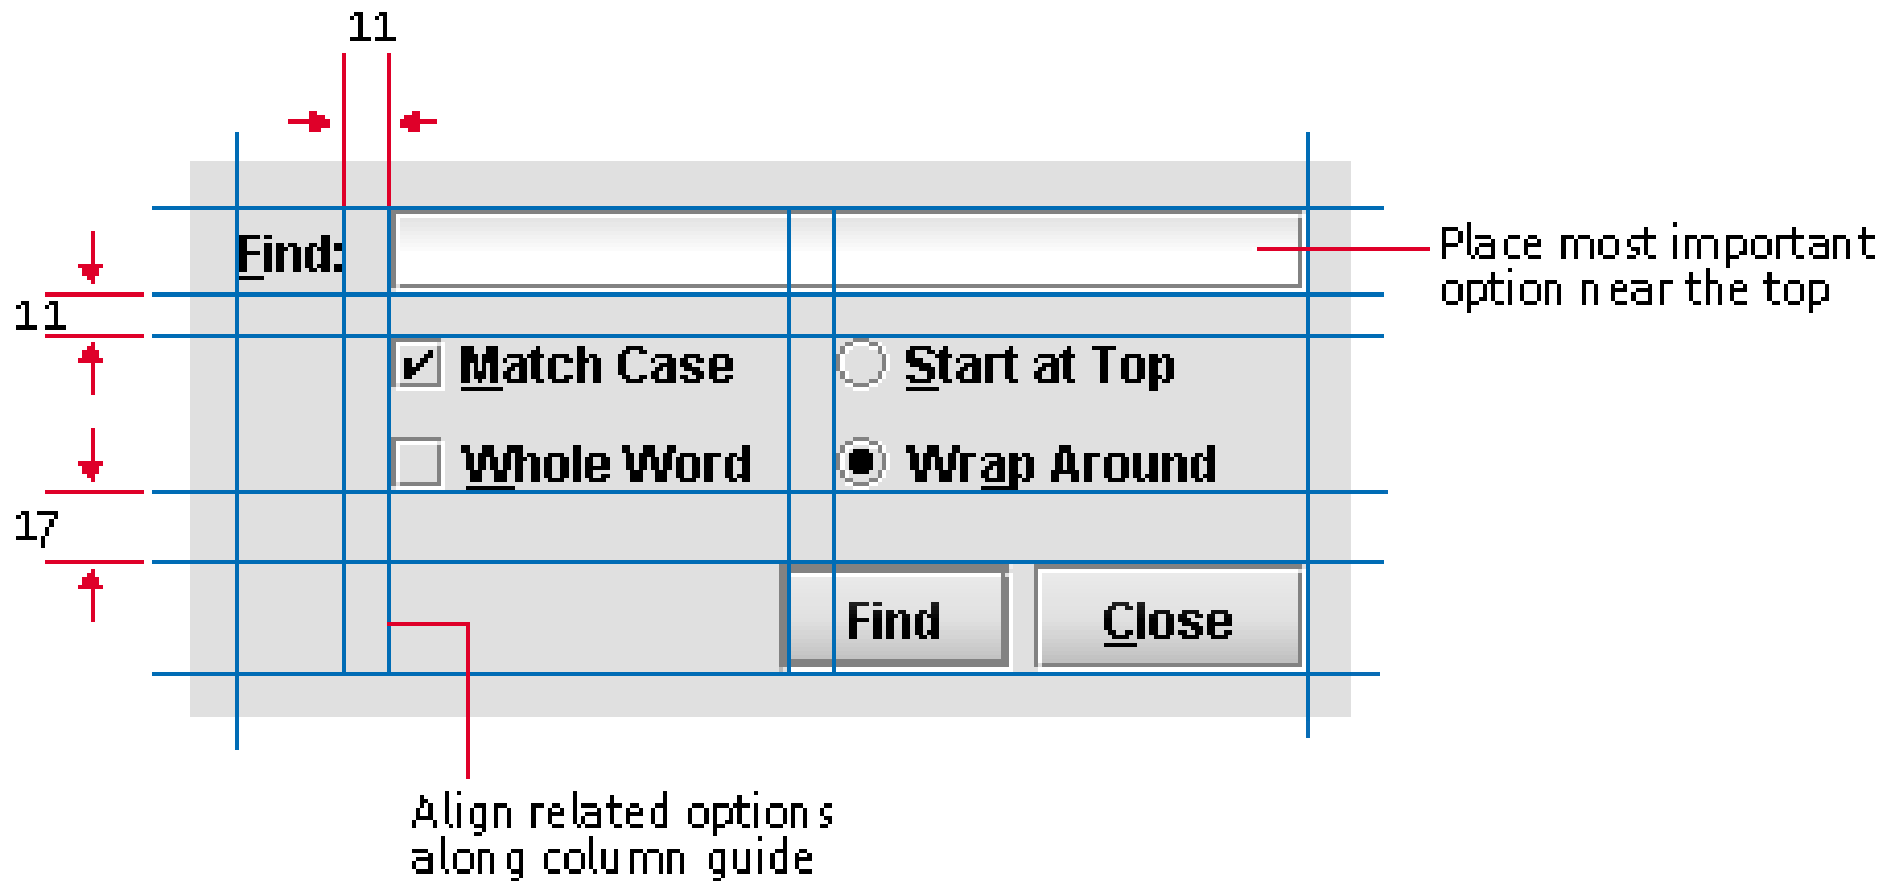 11
Find:
Place most important
option near the top
11
Match Case
Start at Top
Whole Word
Wrap Around
17
Find
Close
Align related options
along column guide